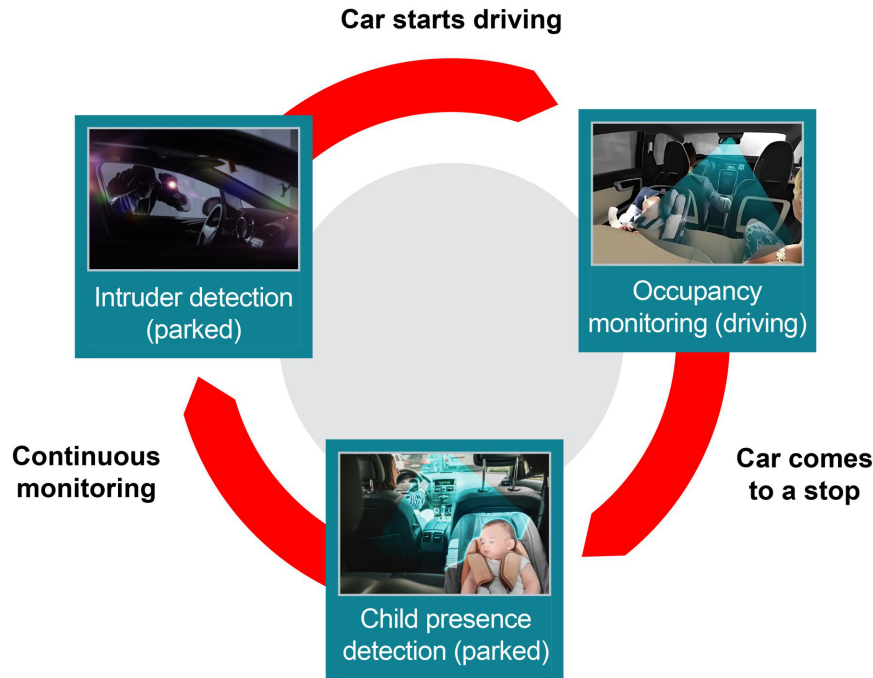 Car starts driving
Intruder detection
(parked)
Occupancy
monitoring (driving)
Continuous
monitoring
Car comes
to a stop
Child presence
detection (parked)